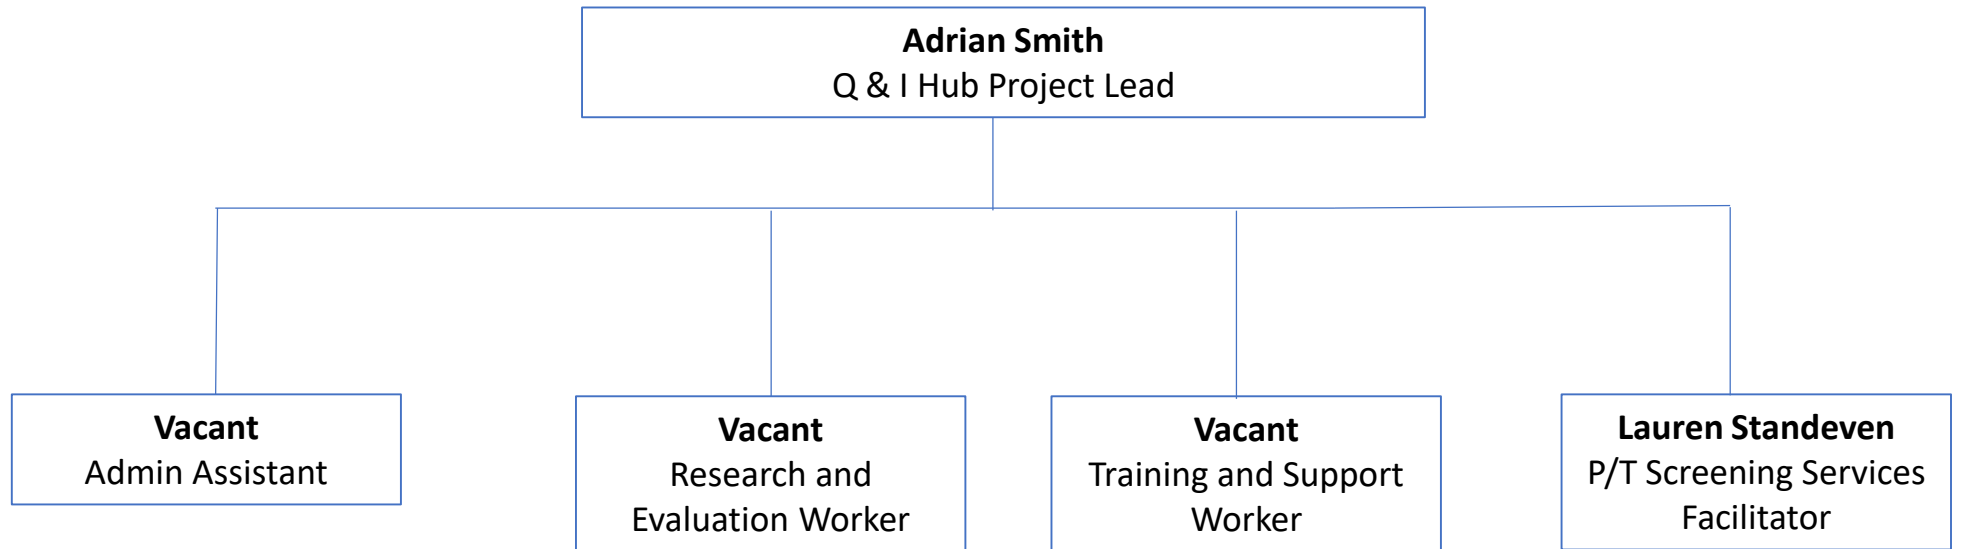 Adrian Smith
Q & I Hub Project Lead
Vacant
Admin Assistant
Vacant
Research and
Evaluation Worker
Vacant
Training and Support
Worker
Lauren Standeven
P/T Screening Services
Facilitator